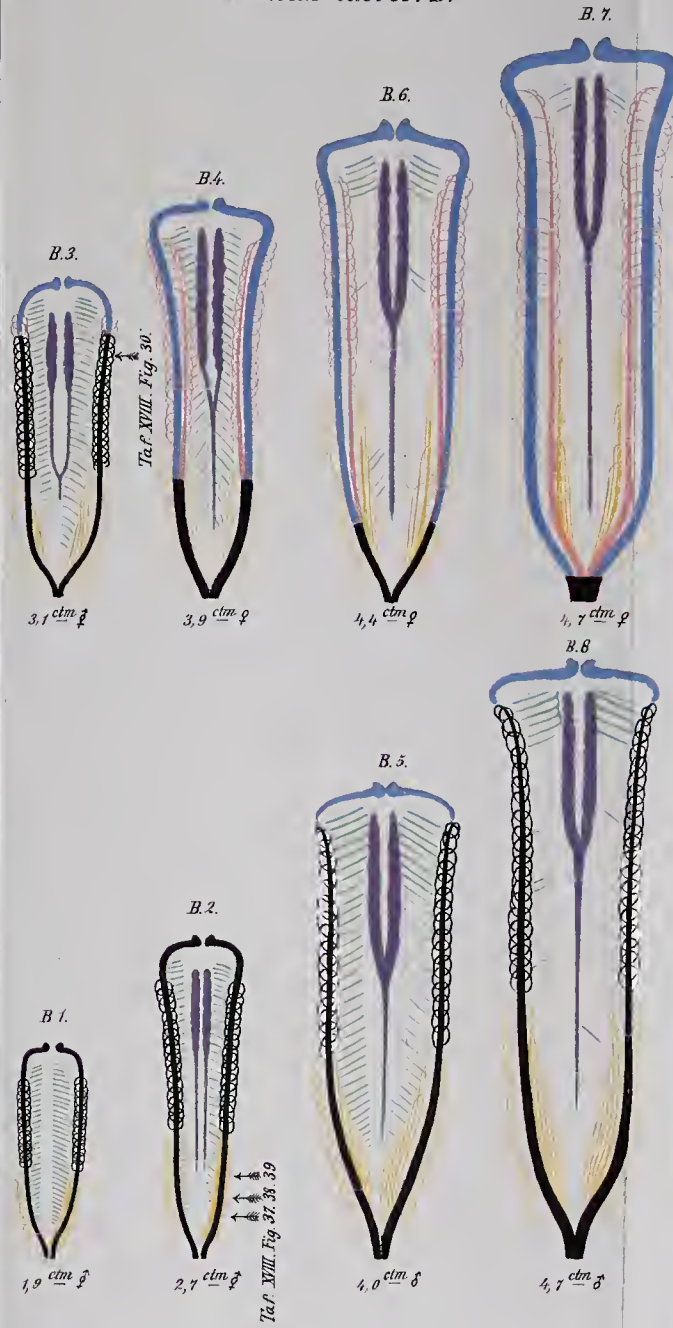 B. 7.
B. 6.
B. 4.
B. 3.
Taf. XVIII. Fig. 30.
3,1 ctm ⚥
3,9 ctm ♀
4,4 ctm ♀
4,7 ctm ♀
B. 8
B. 5.
B. 2.
B 1.
Taf. XVIII. Fig. 37. 38. 39
1,9 ctm ⚥
2,7 ctm ⚥
4,0 ctm ♂
4,7 ctm ♂